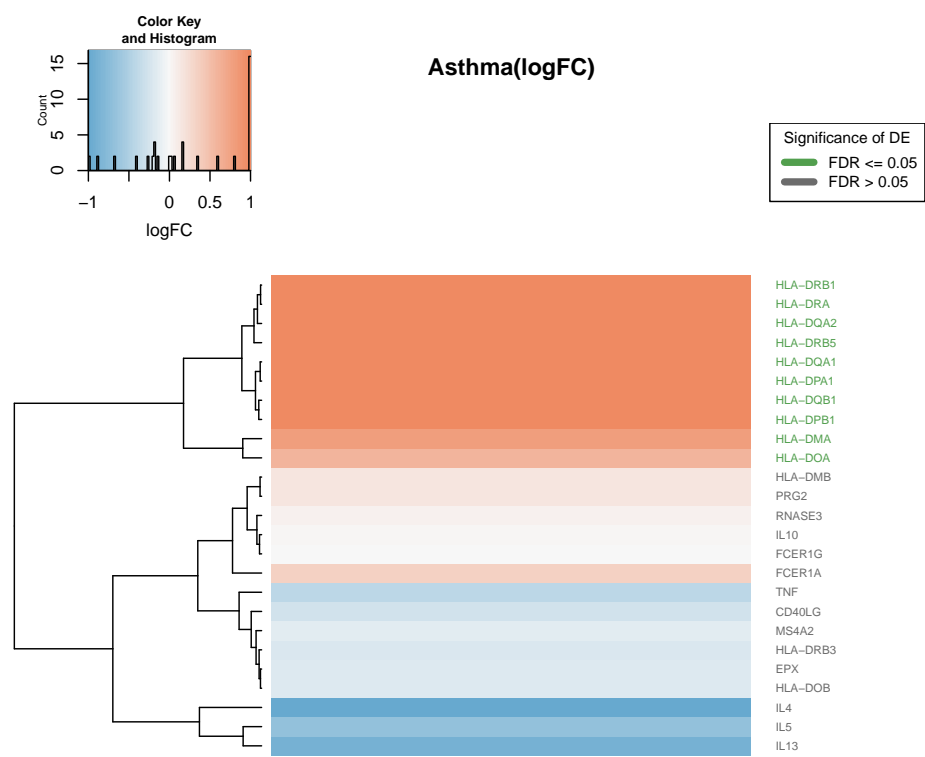 Color Key
and Histogram
Count
0
5
10
15
−1
0
0.5
1
logFC
Asthma(logFC)
Significance of DE
FDR <= 0.05
FDR > 0.05
HLA−DRB1
HLA−DRA
HLA−DQA2
HLA−DRB5
HLA−DQA1
HLA−DPA1
HLA−DQB1
HLA−DPB1
HLA−DMA
HLA−DOA
HLA−DMB
PRG2
RNASE3
IL10
FCER1G
FCER1A
TNF
CD40LG
MS4A2
HLA−DRB3
EPX
HLA−DOB
IL4
IL5
IL13